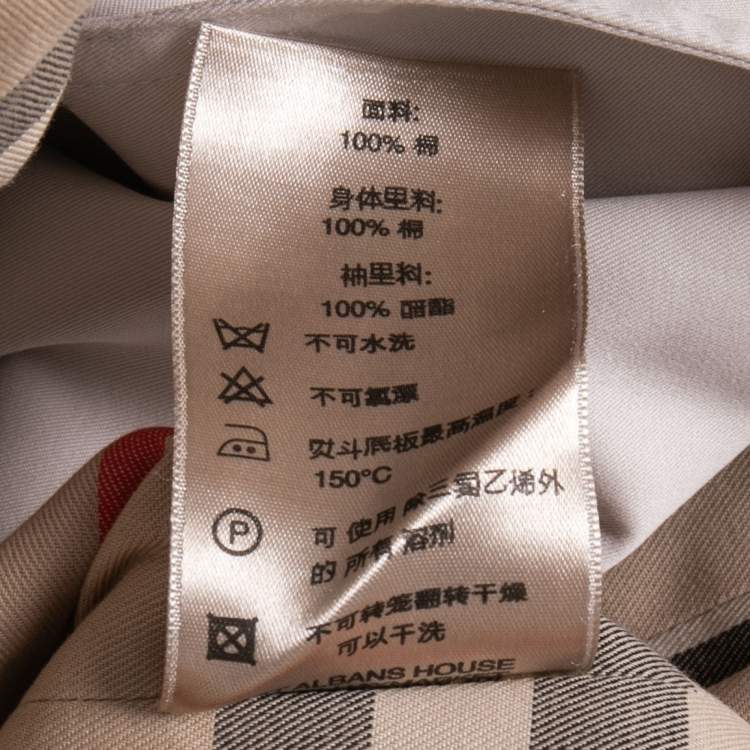 面料:
100% 棉
身体里料:
100% 棉
袖里料:
100% 醋酯
不可水洗
不可氯漂
熨斗底板最高温度:
150°C
P
可使用除三氯乙烯外
的所有溶剂
不可转笼翻转干燥
可以干洗
ALBANS HOUSE